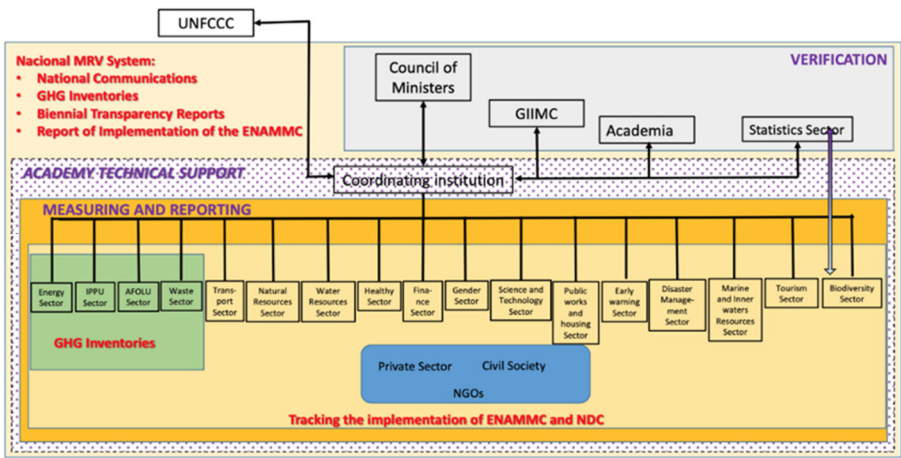 UNFCCC
Nacional MRV System:
• National Communications
• GHG Inventories
• Biennial Transparency Reports
• Report of Implementation of the ENAMMC
VERIFICATION
Council of
Ministers
GIIMC
Academia
Statistics Sector
ACADEMY TECHNICAL SUPPORT
Coordinating institution
MEASURING AND REPORTING
Energy
Sector
IPPU
Sector
AFOLU
Sector
Waste
Sector
Trans-
port
Sector
Natural
Resources
Sector
Water
Resources
Sector
Healthy
Sector
Fina-
nce
Sector
Gender
Sector
Science and
Technology
Sector
Public
works
and
housing
Sector
Early
warning
Sector
Disaster
Manage-
ment
Sector
Marine
and Inner
waters
Resources
Sector
Tourism
Sector
Biodiversity
Sector
GHG Inventories
Private Sector
Civil Society
NGOs
Tracking the implementation of ENAMMC and NDC